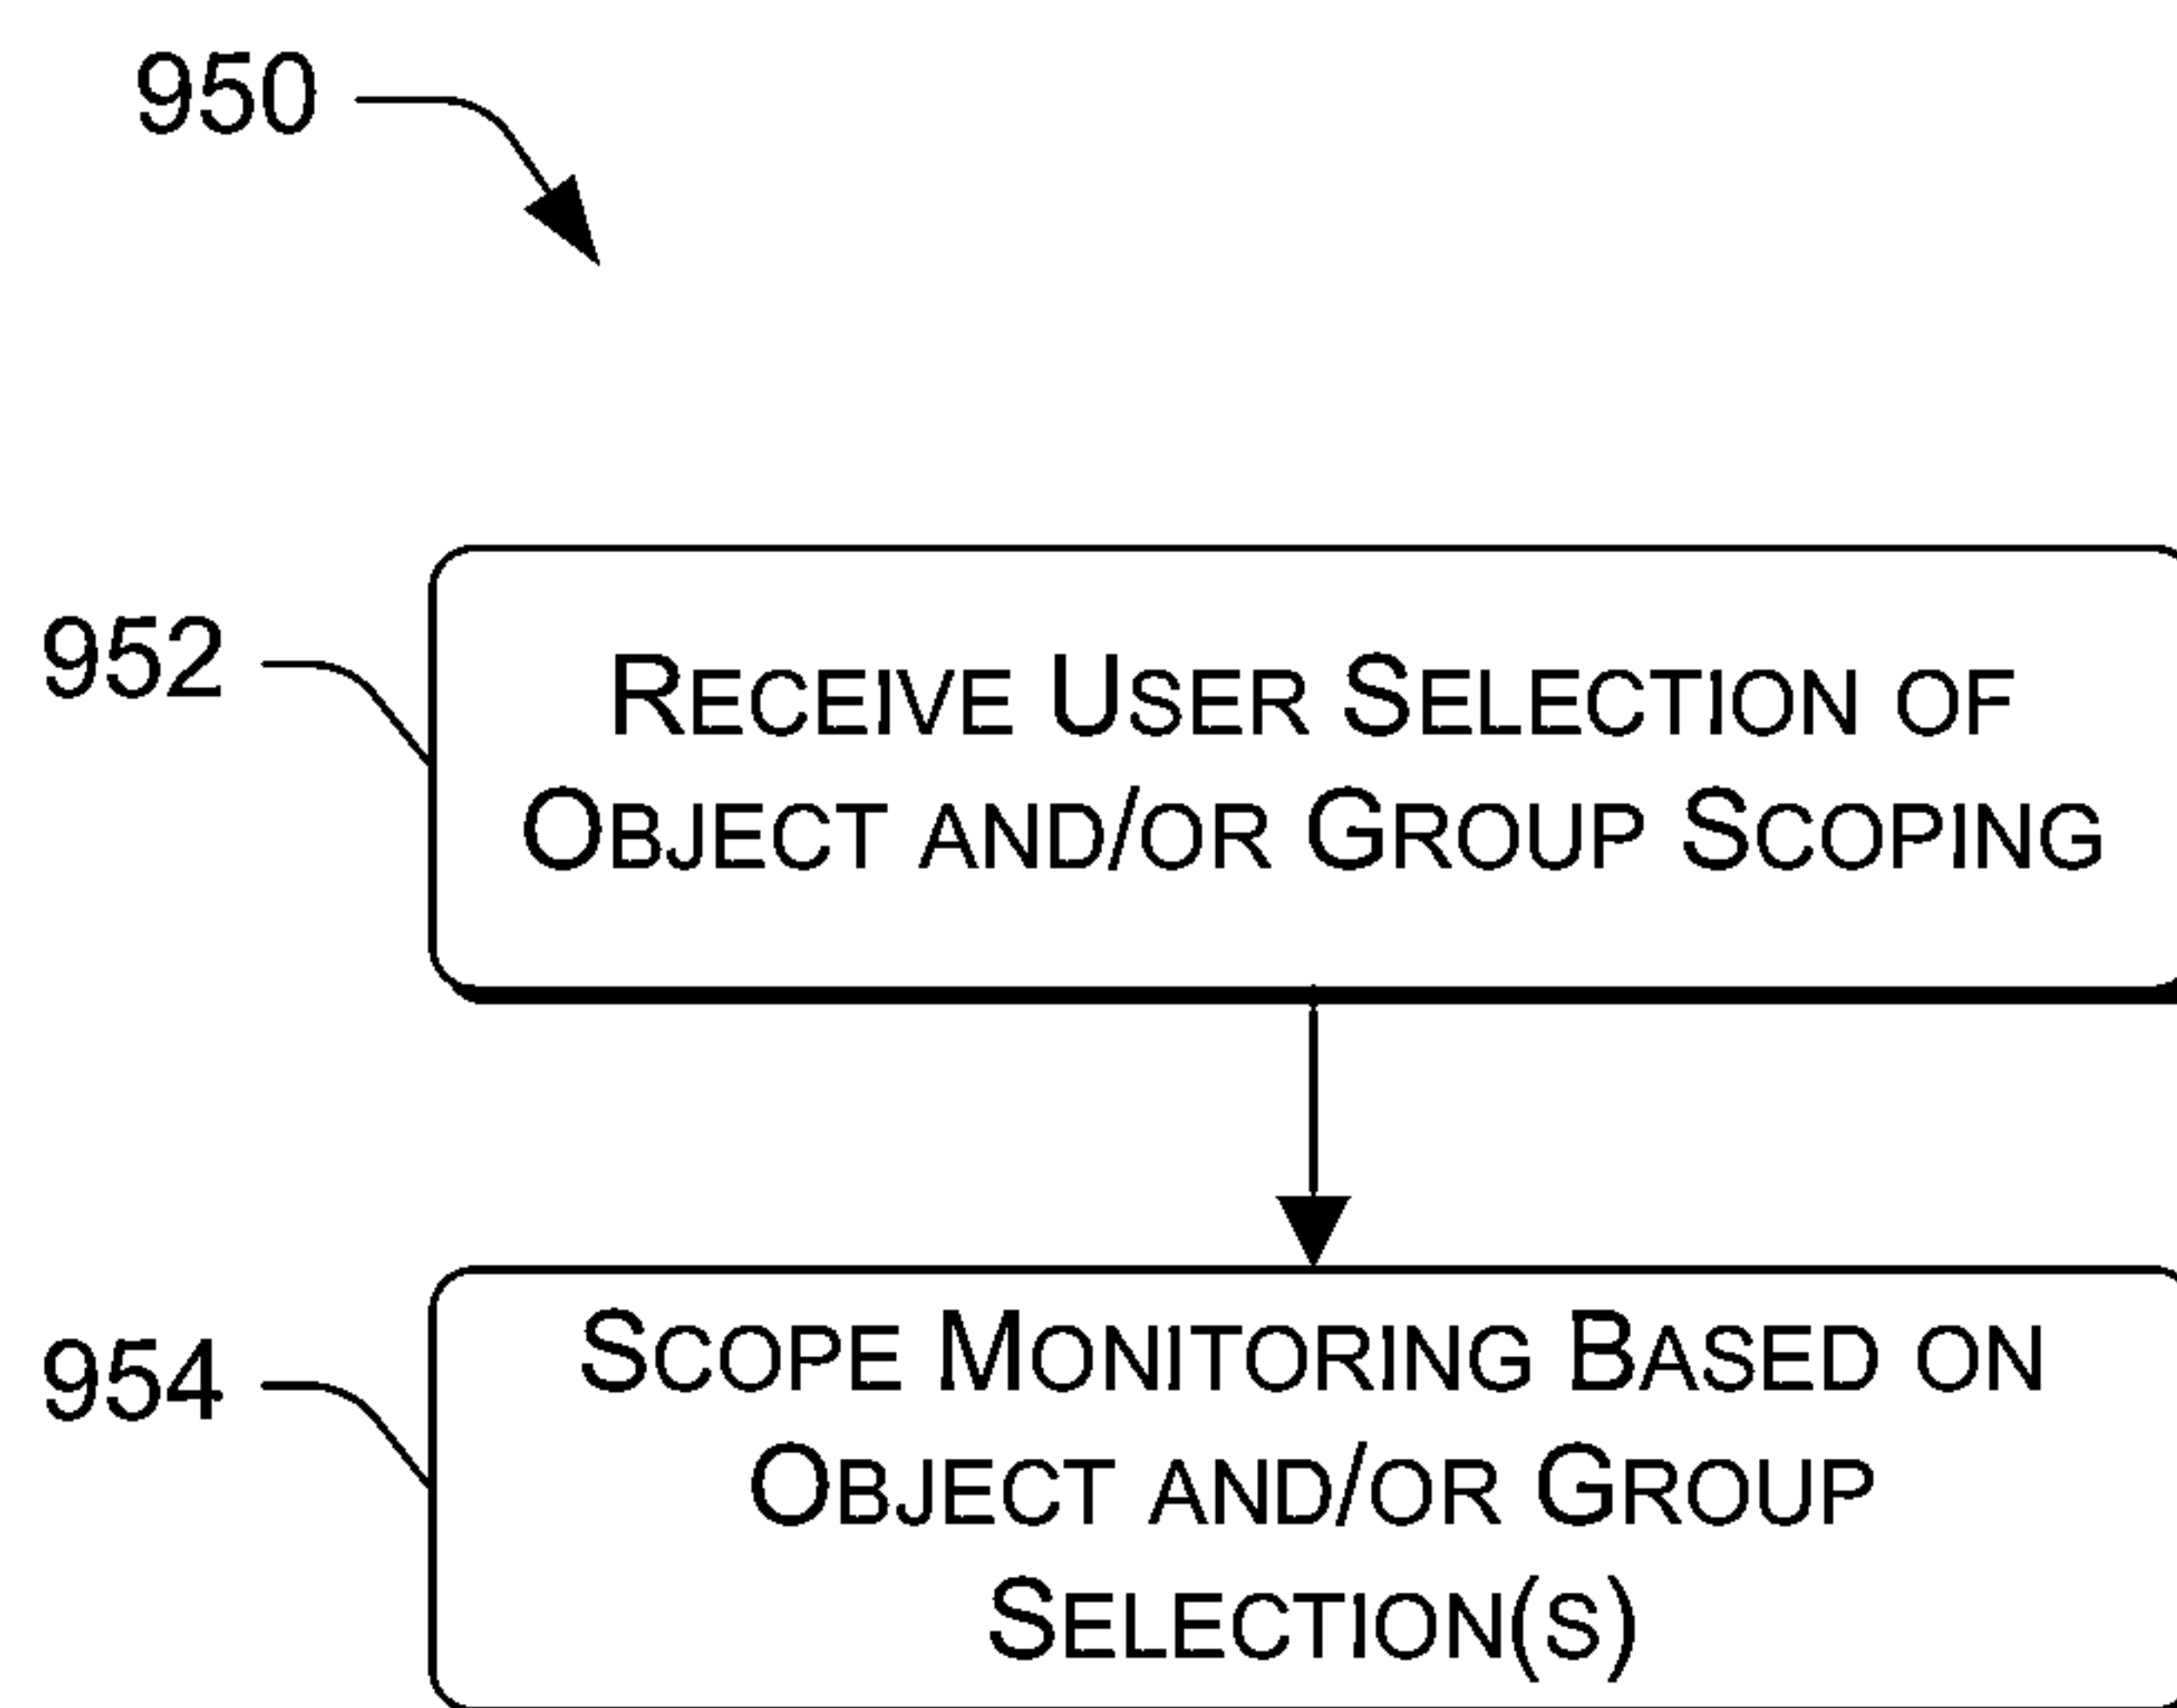 950
952
RECEIVE USER SELECTION OF
OBJECT AND/OR GROUP SCOPING
954
SCOPE MONITORING BASED ON
OBJECT AND/OR GROUP
SELECTION(S)